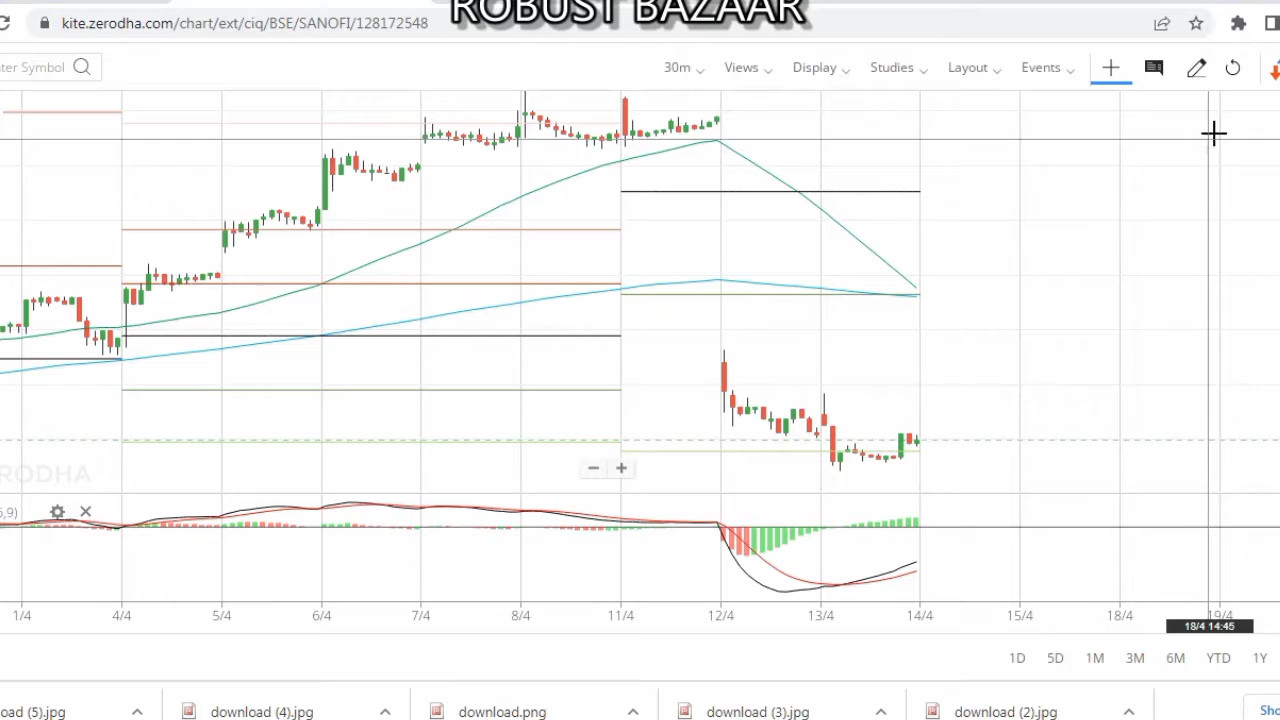 ROBUST BAZAAR
kite.zerodha.com/chart/ext/ciq/BSE/SANOFI/128172548
ter Symbol
30m Views Display Studies Layout Events
ERODHA
,9)
1/4 4/4 5/4 6/4 7/4 8/4 11/4 12/4 13/4 14/4 15/4 18/4 19/4
18/4 14:45
1D 5D 1M 3M 6M YTD 1Y
oad (5).jpg download (4).jpg download.png download (3).jpg download (2).jpg Sho